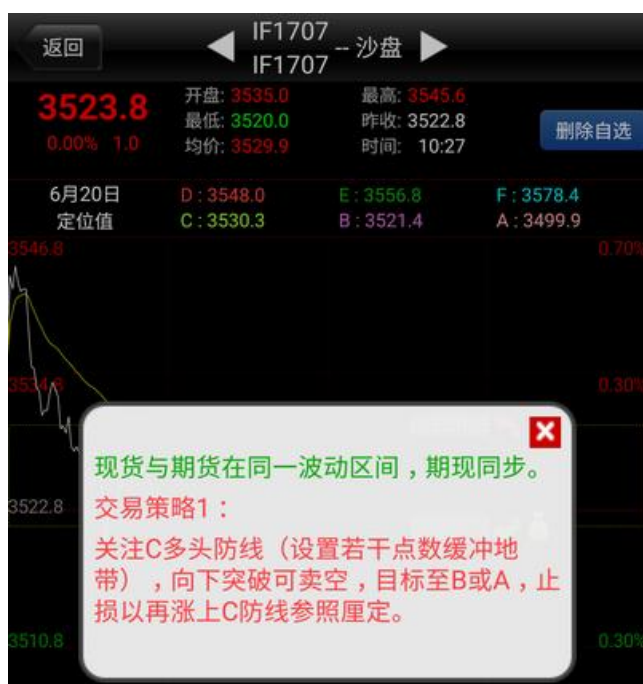 返回
IF1707
IF1707 -- 沙盘
3523.8
0.00% 1.0
开盘: 3535.0 最高: 3545.6
最低: 3520.0 昨收: 3522.8
均价: 3529.9 时间: 10:27
删除自选
6月20日 D : 3548.0 E : 3556.8 F : 3578.4
定位值 C : 3530.3 B : 3521.4 A : 3499.9
3546.8 0.70%
3534.8 0.30%
现货与期货在同一波动区间，期现同步。
3522.8
交易策略1：
关注C多头防线（设置若干点数缓冲地
带），向下突破可卖空，目标至B或A，止
损以再涨上C防线参照厘定。
3510.8 0.30%